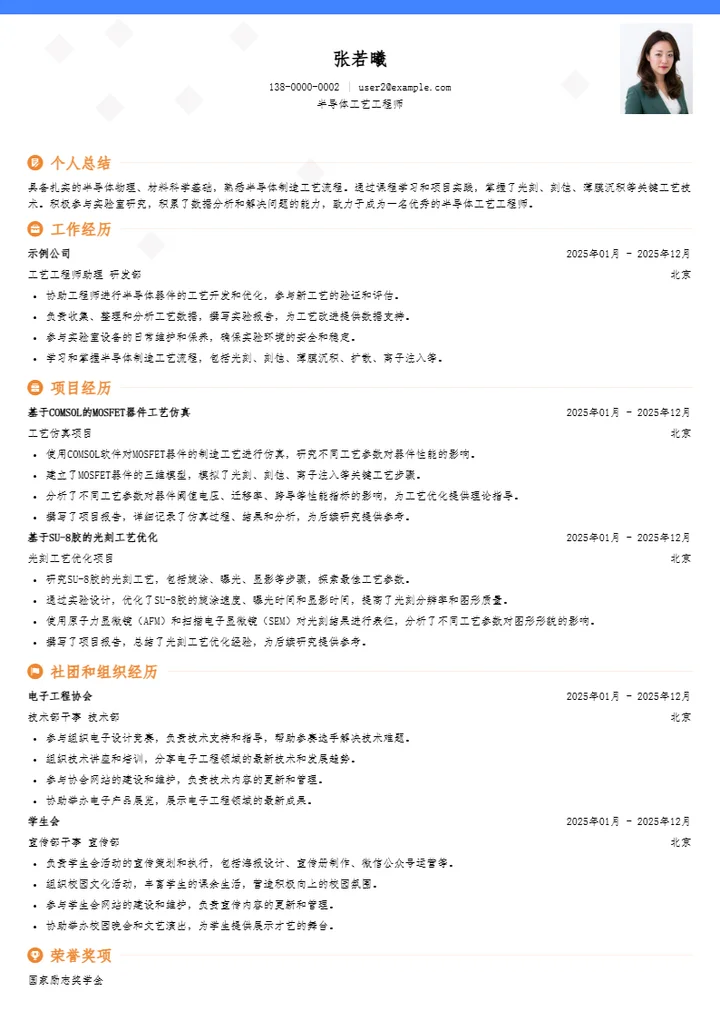 张若曦
138-0000-0002 | user2@example.com
半导体工艺工程师
个人总结
具备扎实的半导体物理、材料科学基础，熟悉半导体制造工艺流程。通过课程学习和项目实践，掌握了光刻、刻蚀、薄膜沉积等关键工艺技
术。积极参与实验室研究，积累了数据分析和解决问题的能力，致力于成为一名优秀的半导体工艺工程师。
工作经历
示例公司 2025年01月 - 2025年12月
工艺工程师助理 研发部 北京
• 协助工程师进行半导体器件的工艺开发和优化，参与新工艺的验证和评估。
• 负责收集、整理和分析工艺数据，撰写实验报告，为工艺改进提供数据支持。
• 参与实验室设备的日常维护和保养，确保实验环境的安全和稳定。
• 学习和掌握半导体制造工艺流程，包括光刻、刻蚀、薄膜沉积、扩散、离子注入等。
项目经历
基于COMSOL的MOSFET器件工艺仿真 2025年01月 - 2025年12月
工艺仿真项目 北京
• 使用COMSOL软件对MOSFET器件的制造工艺进行仿真，研究不同工艺参数对器件性能的影响。
• 建立了MOSFET器件的三维模型，模拟了光刻、刻蚀、离子注入等关键工艺步骤。
• 分析了不同工艺参数对器件阈值电压、迁移率、跨导等性能指标的影响，为工艺优化提供理论指导。
• 撰写了项目报告，详细记录了仿真过程、结果和分析，为后续研究提供参考。
基于SU-8胶的光刻工艺优化 2025年01月 - 2025年12月
光刻工艺优化项目 北京
• 研究SU-8胶的光刻工艺，包括旋涂、曝光、显影等步骤，探索最佳工艺参数。
• 通过实验设计，优化了SU-8胶的旋涂速度、曝光时间和显影时间，提高了光刻分辨率和图形质量。
• 使用原子力显微镜（AFM）和扫描电子显微镜（SEM）对光刻结果进行表征，分析了不同工艺参数对图形形貌的影响。
• 撰写了项目报告，总结了光刻工艺优化经验，为后续研究提供参考。
社团和组织经历
电子工程协会 2025年01月 - 2025年12月
技术部干事 技术部 北京
• 参与组织电子设计竞赛，负责技术支持和指导，帮助参赛选手解决技术难题。
• 组织技术讲座和培训，分享电子工程领域的最新技术和发展趋势。
• 参与协会网站的建设和维护，负责技术内容的更新和管理。
• 协助举办电子产品展览，展示电子工程领域的最新成果。
学生会 2025年01月 - 2025年12月
宣传部干事 宣传部 北京
• 负责学生会活动的宣传策划和执行，包括海报设计、宣传册制作、微信公众号运营等。
• 组织校园文化活动，丰富学生的课余生活，营造积极向上的校园氛围。
• 参与学生会网站的建设和维护，负责宣传内容的更新和管理。
• 协助举办校园晚会和文艺演出，为学生提供展示才艺的舞台。
荣誉奖项
国家励志奖学金